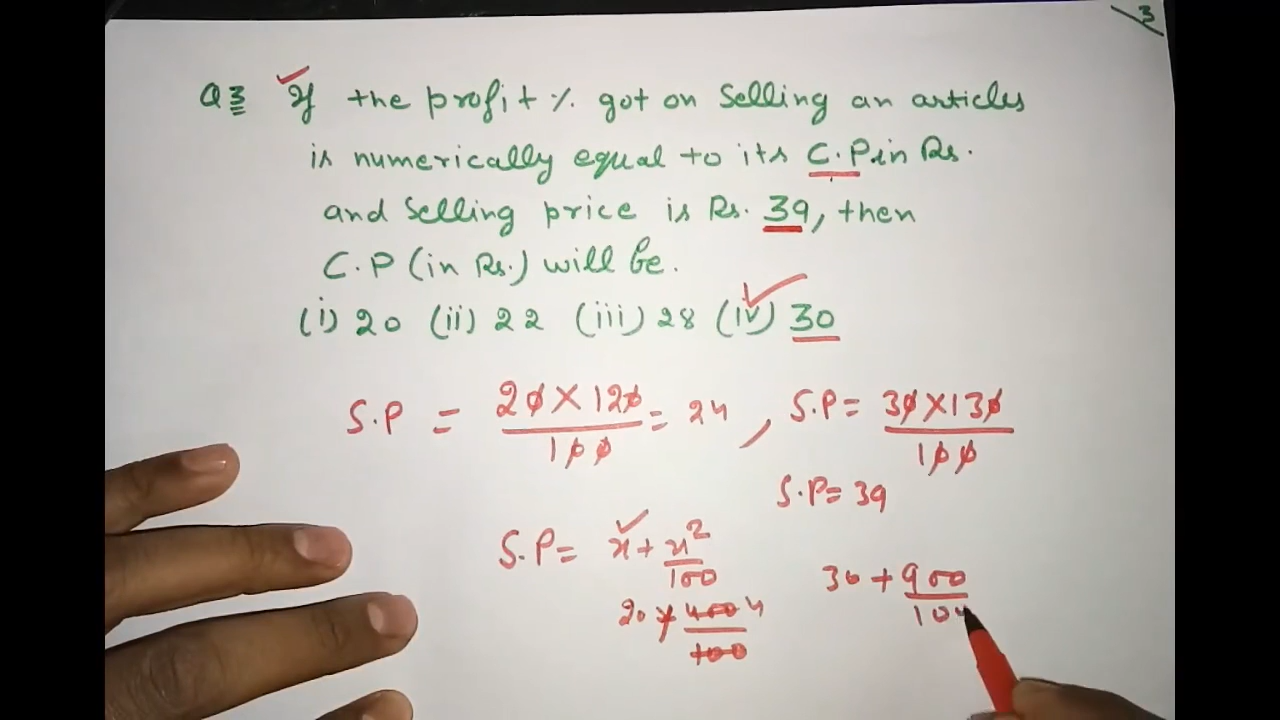 3
Q3 If the profit % got on Selling an articles
is numerically equal to its C.P in Rs.
and Selling price is Rs. 39, then
C.P (in Rs.) will be.
(i) 20 (ii) 22 (iii) 28 (iv) 30
S.P = 20 × 120 / 100 = 24 , S.P = 30 × 130 / 100
S.P = 39
S.P = x + x² / 100
20 + 400 4 / 100
30 + 900 / 100